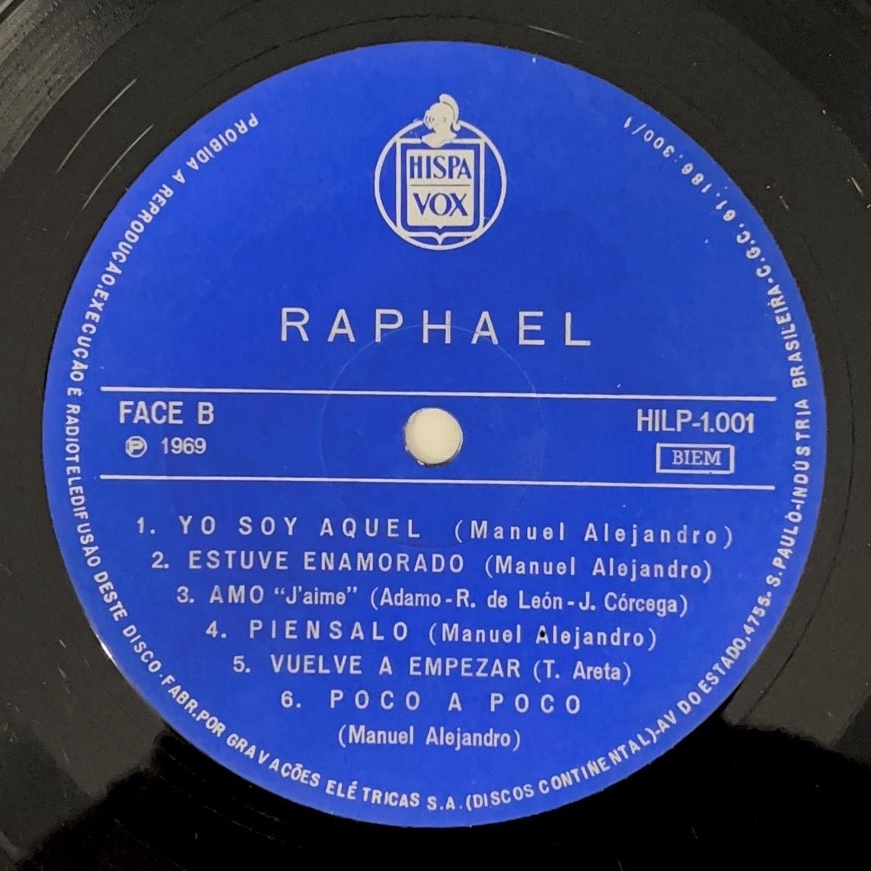 HISPA
VOX
RAPHAEL
FACE B
℗ 1969
HILP-1.001
BIEM
1. YO SOY AQUEL (Manuel Alejandro)
2. ESTUVE ENAMORADO (Manuel Alejandro)
3. AMO "J'aime" (Adamo-R. de León-J. Córcega)
4. PIENSALO (Manuel Alejandro)
5. VUELVE A EMPEZAR (T. Areta)
6. POCO A POCO
(Manuel Alejandro)
PROIBIDA A REPRODUÇÃO,EXECUÇÃO E RADIOTELEDIFUSÃO DESTE DISCO·FABR.POR GRAVAÇÕES ELÉTRICAS S.A.(DISCOS CONTINENTAL)-AV DO ESTADO,4755-S.PAULO-INDÚSTRIA BRASILEIRA-C.G.C.61.186.300/1